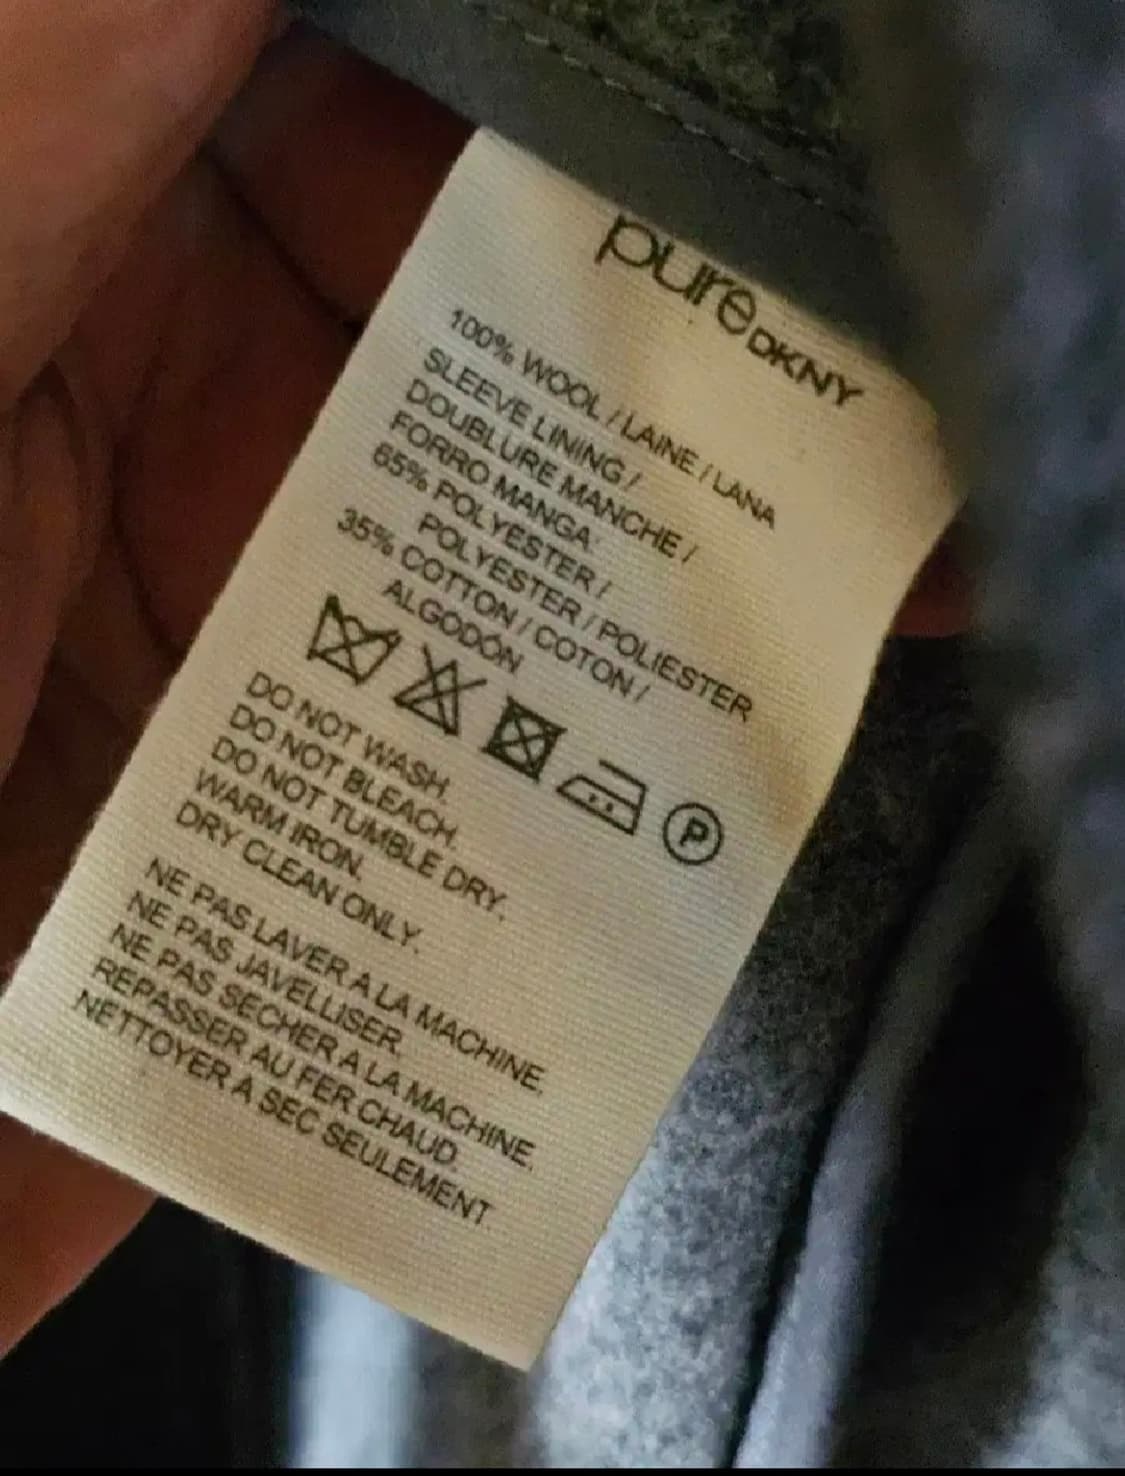 pure DKNY
100% WOOL / LAINE / LANA
SLEEVE LINING /
DOUBLURE MANCHE /
FORRO MANGA:
65% POLYESTER /
POLYESTER / POLIESTER
35% COTTON / COTON /
ALGODÓN
P
DO NOT WASH.
DO NOT BLEACH.
DO NOT TUMBLE DRY.
WARM IRON.
DRY CLEAN ONLY.
NE PAS LAVER A LA MACHINE.
NE PAS JAVELLISER.
NE PAS SECHER A LA MACHINE.
REPASSER AU FER CHAUD.
NETTOYER A SEC SEULEMENT